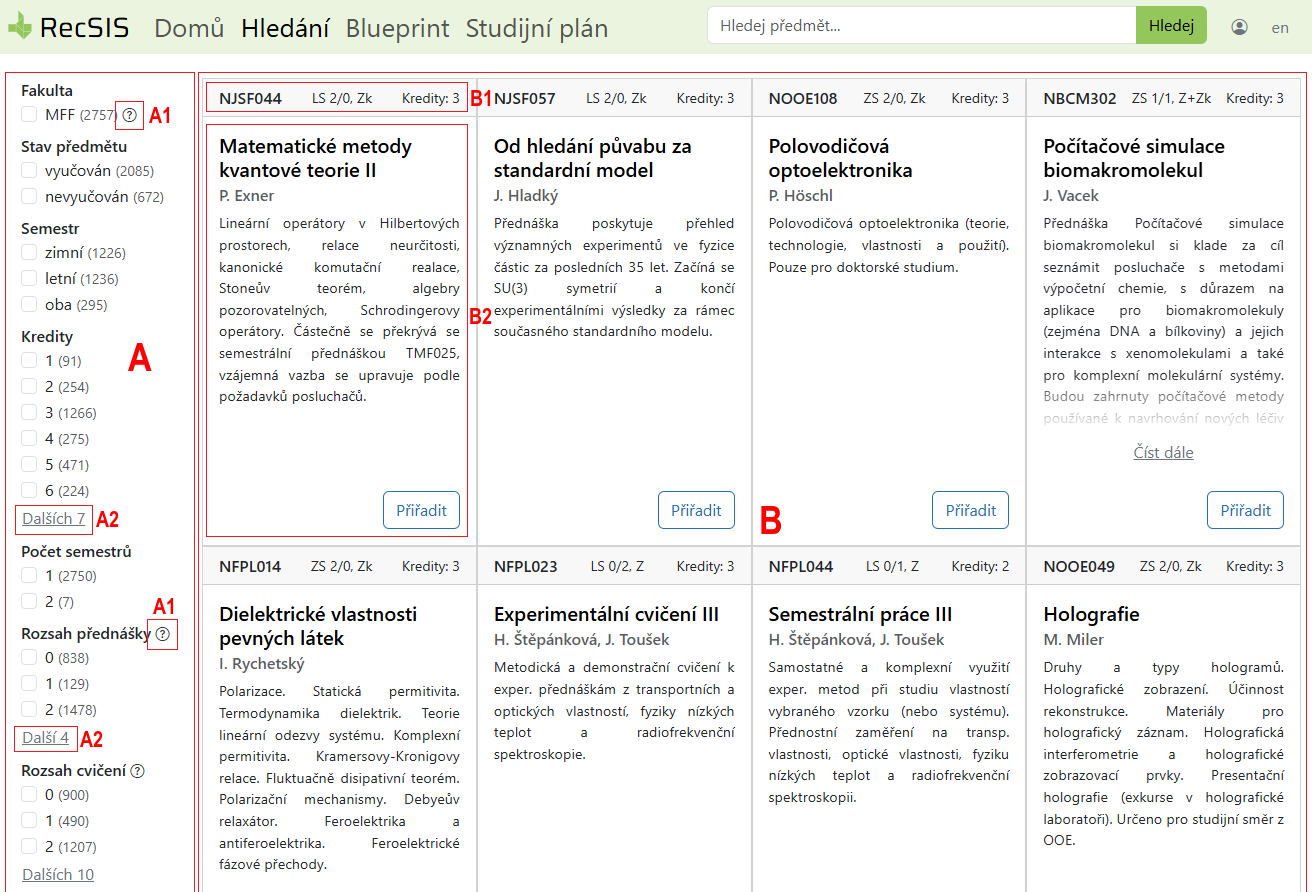 RecSIS Domů Hledání Blueprint Studijní plán Hledej předmět... Hledej en
Fakulta
MFF (2757) A1
Stav předmětu
vyučován (2085)
nevyučován (672)
Semestr
zimní (1226)
letní (1236)
oba (295)
Kredity
A
1 (91)
2 (254)
3 (1266)
4 (275)
5 (471)
6 (224)
Dalších 7 A2
Počet semestrů
1 (2750)
2 (7)
A1
Rozsah přednášky
0 (838)
1 (129)
2 (1478)
Další 4 A2
Rozsah cvičení
0 (900)
1 (490)
2 (1207)
Dalších 10
B
NJSF044 LS 2/0, Zk Kredity: 3 B1
Matematické metody
kvantové teorie II
P. Exner
Lineární operátory v Hilbertových
prostorech, relace neurčitosti,
kanonické komutační realace,
Stoneův teorém, algebry
pozorovatelných, Schrodingerovy
operátory. Částečně se překrývá se
semestrální přednáškou TMF025,
vzájemná vazba se upravuje podle
požadavků posluchačů.
B2
Přiřadit
NJSF057 LS 2/0, Zk Kredity: 3
Od hledání půvabu za
standardní model
J. Hladký
Přednáška poskytuje přehled
významných experimentů ve fyzice
částic za posledních 35 let. Začíná se
SU(3) symetrií a končí
experimentálními výsledky za rámec
současného standardního modelu.
Přiřadit
NOOE108 ZS 2/0, Zk Kredity: 3
Polovodičová
optoelektronika
P. Höschl
Polovodičová optoelektronika (teorie,
technologie, vlastnosti a použití).
Pouze pro doktorské studium.
Přiřadit
NBCM302 ZS 1/1, Z+Zk Kredity: 3
Počítačové simulace
biomakromolekul
J. Vacek
Přednáška Počítačové simulace
biomakromolekul si klade za cíl
seznámit posluchače s metodami
výpočetní chemie, s důrazem na
aplikace pro biomakromolekuly
(zejména DNA a bílkoviny) a jejich
interakce s xenomolekulami a také
pro komplexní molekulární systémy.
Budou zahrnuty počítačové metody
používané k navrhování nových léčiv
Číst dále
Přiřadit
NFPL014 ZS 2/0, Zk Kredity: 3
Dielektrické vlastnosti
pevných látek
I. Rychetský
Polarizace. Statická permitivita.
Termodynamika dielektrik. Teorie
lineární odezvy systému. Komplexní
permitivita. Kramersovy-Kronigovy
relace. Fluktuačně disipativní teorém.
Polarizační mechanismy. Debyeův
relaxátor. Feroelektrika a
antiferoelektrika. Feroelektrické
fázové přechody.
NFPL023 LS 0/2, Z Kredity: 3
Experimentální cvičení III
H. Štěpánková, J. Toušek
Metodická a demonstrační cvičení k
exper. přednáškám z transportních a
optických vlastností, fyziky nízkých
teplot a radiofrekvenční
spektroskopie.
NFPL044 LS 0/1, Z Kredity: 2
Semestrální práce III
H. Štěpánková, J. Toušek
Samostatné a komplexní využití
exper. metod při studiu vlastností
vybraného vzorku (nebo systému).
Přednostní zaměření na transp.
vlastnosti, optické vlastnosti, fyziku
nízkých teplot a radiofrekvenční
spektroskopii.
NOOE049 ZS 2/0, Zk Kredity: 3
Holografie
M. Miler
Druhy a typy hologramů.
Holografické zobrazení. Účinnost
rekonstrukce. Materiály pro
holografický záznam. Holografická
interferometrie a holografické
zobrazovací prvky. Presentační
holografie (exkurse v holografické
laboratoři). Určeno pro studijní směr z
OOE.